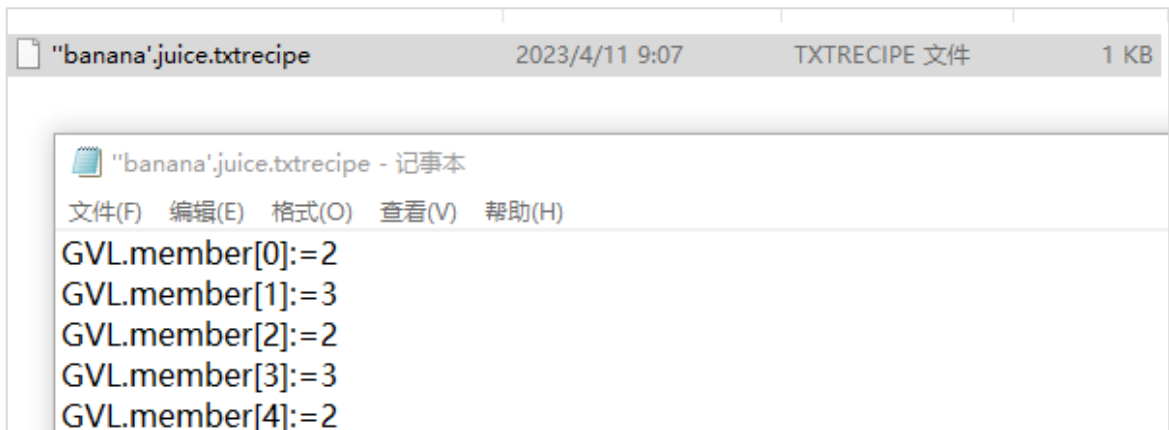 ''banana'.juice.txtrecipe 2023/4/11 9:07 TXTRECIPE 文件 1 KB
''banana'.juice.txtrecipe - 记事本
文件(F) 编辑(E) 格式(O) 查看(V) 帮助(H)
GVL.member[0]:=2
GVL.member[1]:=3
GVL.member[2]:=2
GVL.member[3]:=3
GVL.member[4]:=2